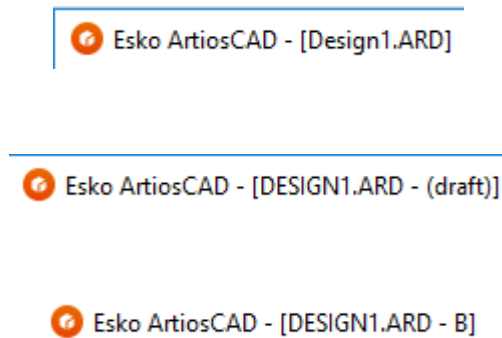 Esko ArtiosCAD - [Design1.ARD]
Esko ArtiosCAD - [DESIGN1.ARD - (draft)]
Esko ArtiosCAD - [DESIGN1.ARD - B]